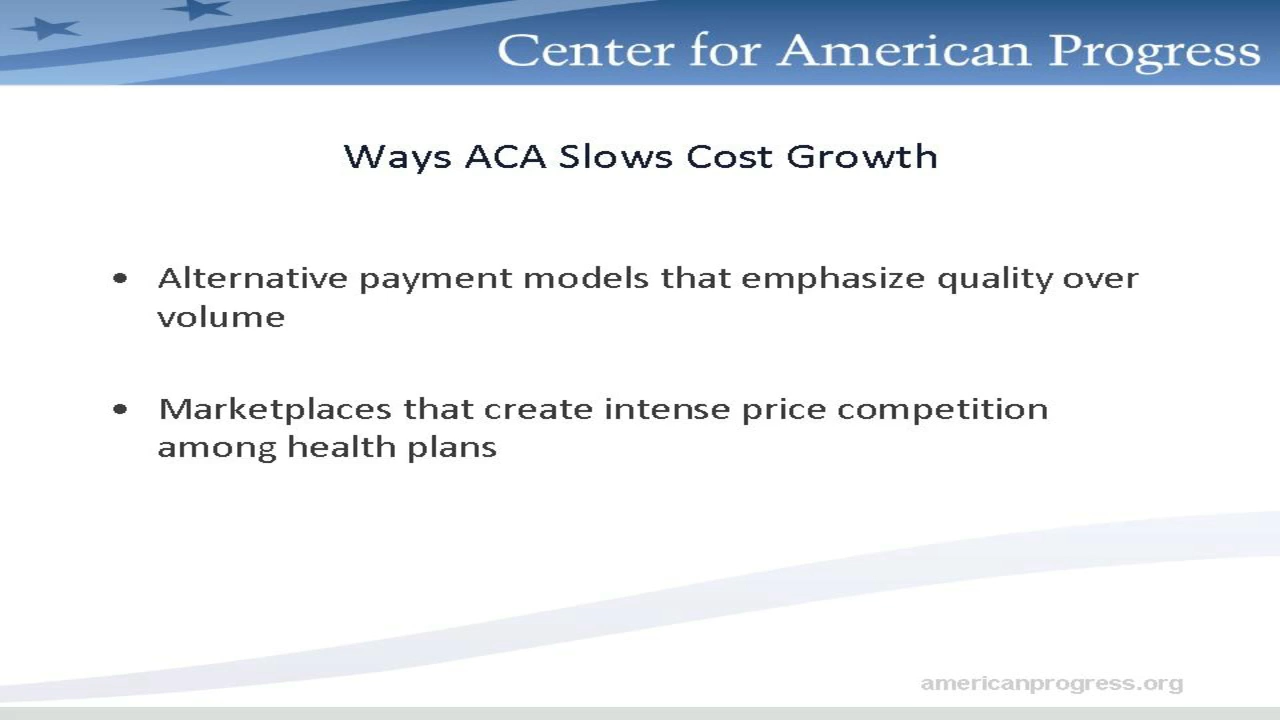 Center for American Progress
Ways ACA Slows Cost Growth
• Alternative payment models that emphasize quality over
volume
• Marketplaces that create intense price competition
among health plans
americanprogress.org